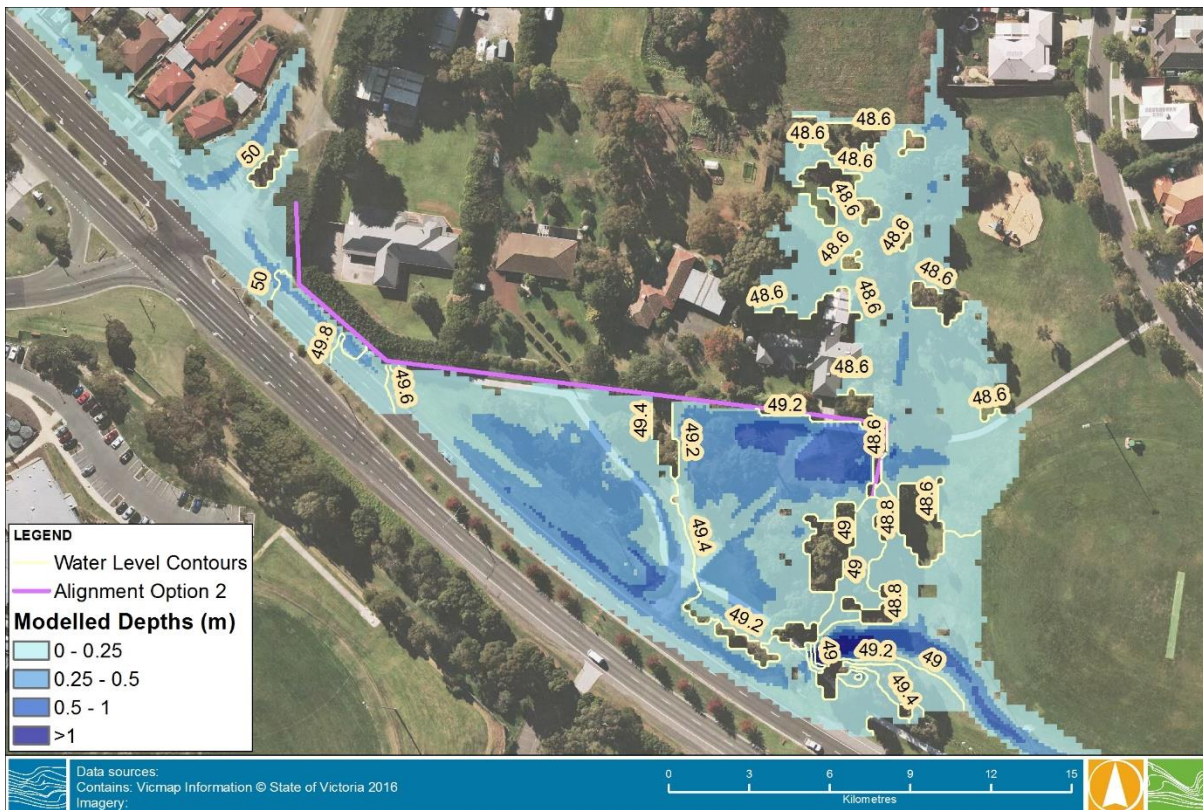 48.6
48.6
48.6
50
48.6
48.6
48.6
48.6
50
48.6
48.6
49.8
48.6
49.6
48.6
49.2
49.4
49.2
48.6
48.6
48.8
49
49.4
49
48.8
49.2
49.2
49
49
49.4
LEGEND
Water Level Contours
Alignment Option 2
Modelled Depths (m)
0 - 0.25
0.25 - 0.5
0.5 - 1
>1
Data sources:
Contains: Vicmap Information © State of Victoria 2016
Imagery:
0 3 6 9 12 15
Kilometres